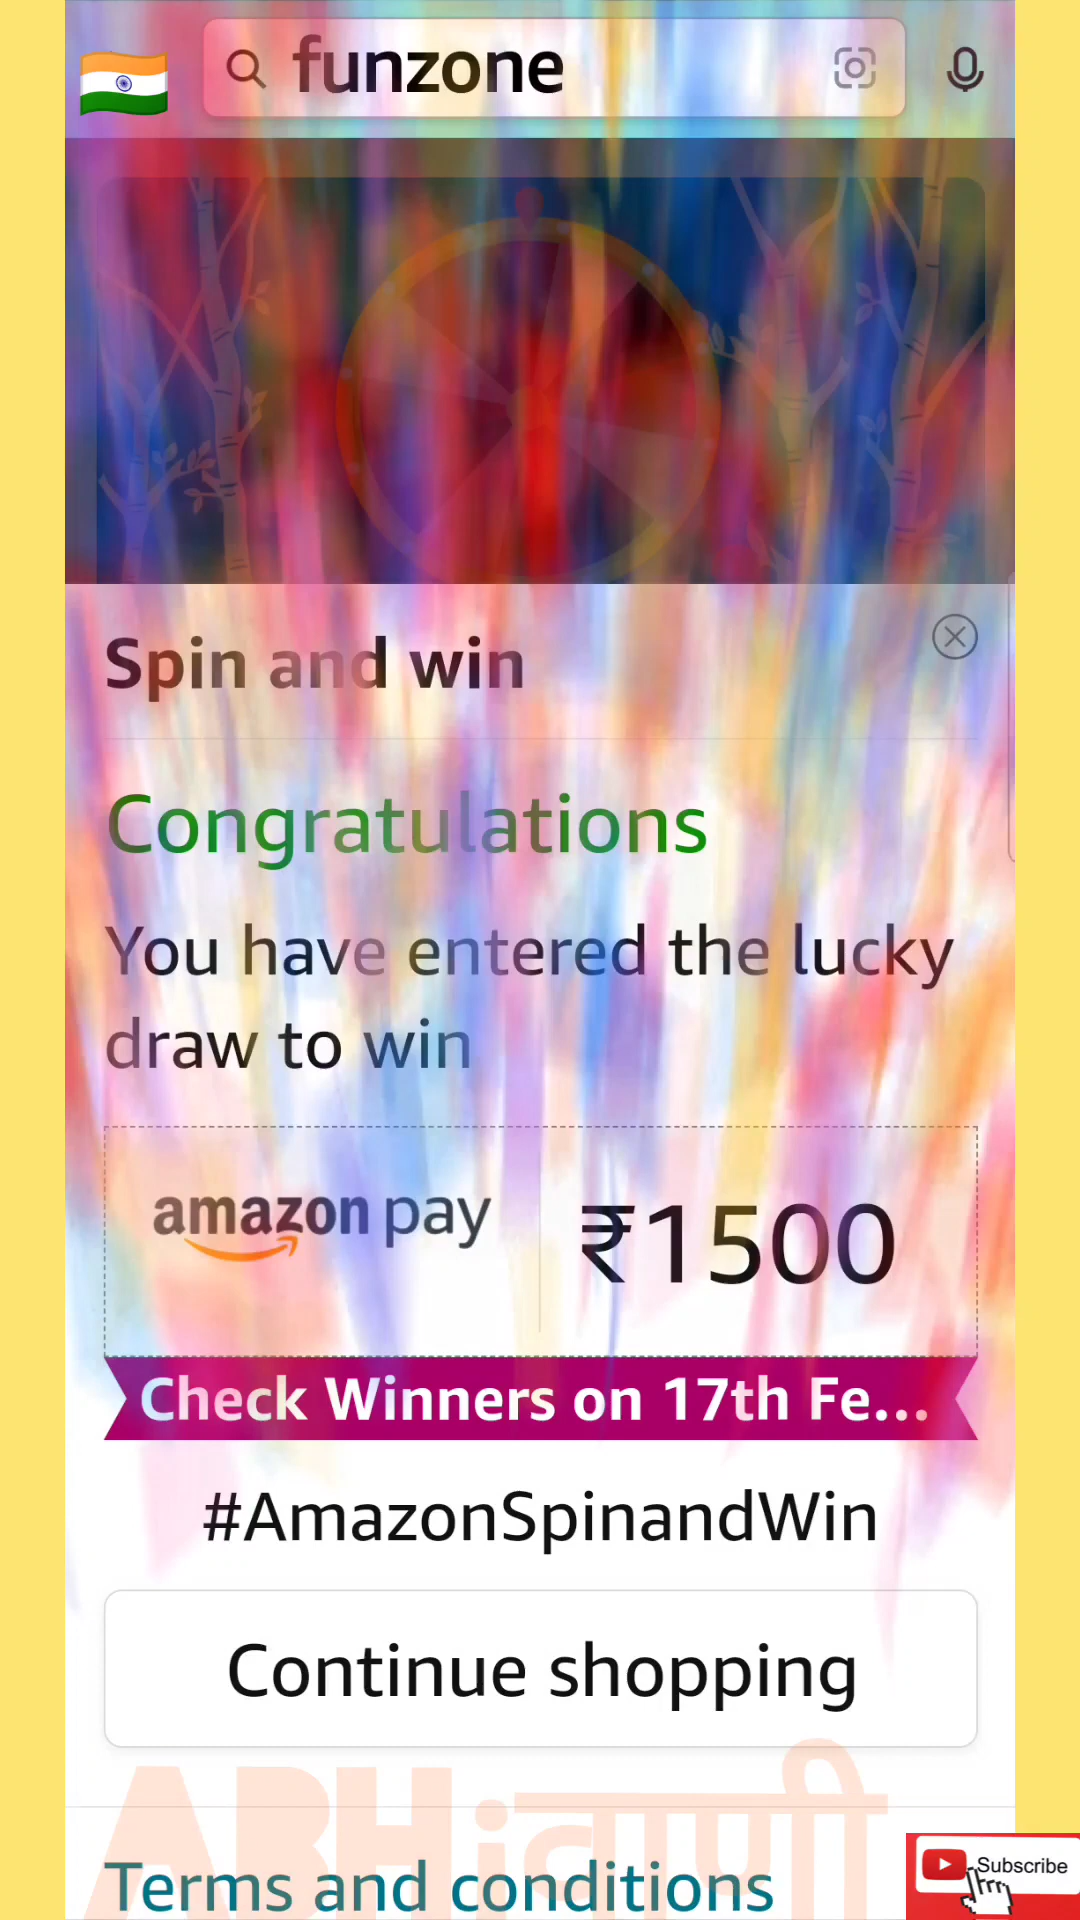 funzone
Spin and win
Congratulations
You have entered the lucky
draw to win
amazon pay
₹1500
Check Winners on 17th Fe...
#AmazonSpinandWin
Continue shopping
ABHiवाणी
Terms and conditions
Subscribe